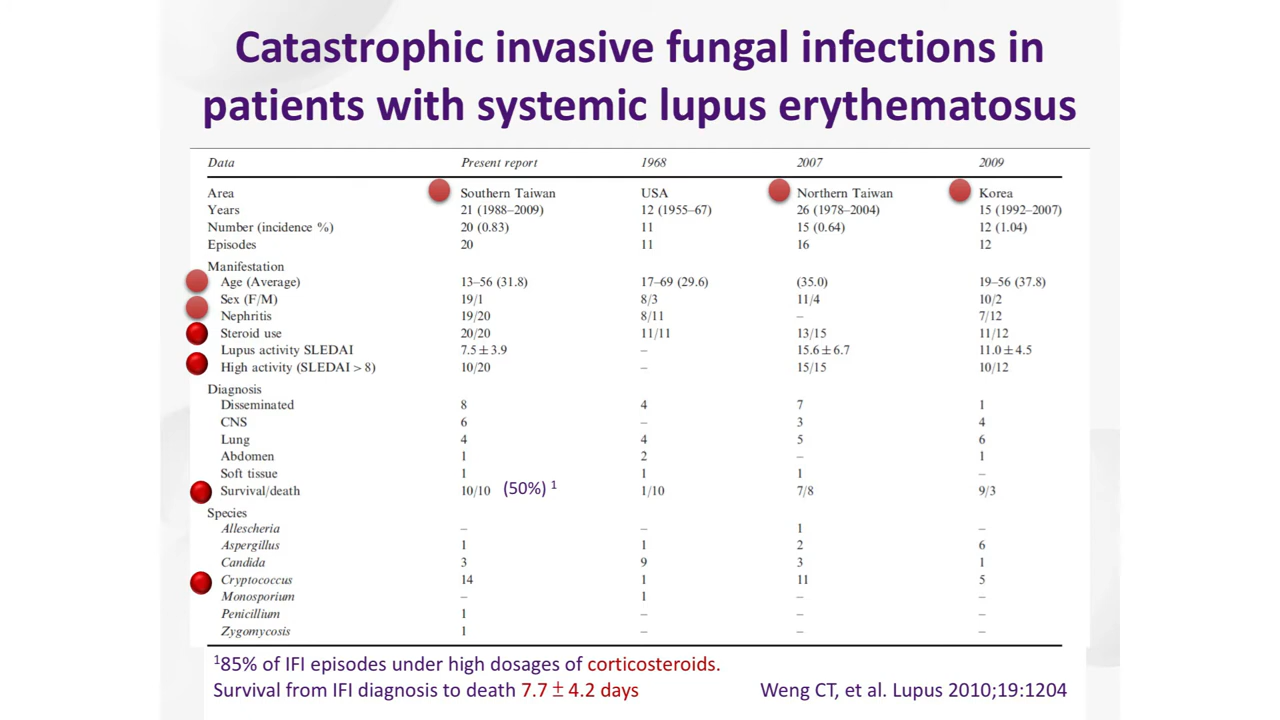 Catastrophic invasive fungal infections in
patients with systemic lupus erythematosus
Data Present report 1968 2007 2009
Area Southern Taiwan USA Northern Taiwan Korea
Years 21 (1988–2009) 12 (1955–67) 26 (1978–2004) 15 (1992–2007)
Number (incidence %) 20 (0.83) 11 15 (0.64) 12 (1.04)
Episodes 20 11 16 12
Manifestation
Age (Average) 13–56 (31.8) 17–69 (29.6) (35.0) 19–56 (37.8)
Sex (F/M) 19/1 8/3 11/4 10/2
Nephritis 19/20 8/11 – 7/12
Steroid use 20/20 11/11 13/15 11/12
Lupus activity SLEDAI 7.5 ± 3.9 – 15.6 ± 6.7 11.0 ± 4.5
High activity (SLEDAI > 8) 10/20 – 15/15 10/12
Diagnosis
Disseminated 8 4 7 1
CNS 6 – 3 4
Lung 4 4 5 6
Abdomen 1 2 – 1
Soft tissue 1 1 1 –
Survival/death 10/10 (50%) ¹ 1/10 7/8 9/3
Species
Allescheria – – 1 –
Aspergillus 1 1 2 6
Candida 3 9 3 1
Cryptococcus 14 1 11 5
Monosporium – 1 – –
Penicillium 1 – – –
Zygomycosis 1 – – –
¹85% of IFI episodes under high dosages of corticosteroids.
Survival from IFI diagnosis to death 7.7 ± 4.2 days Weng CT, et al. Lupus 2010;19:1204